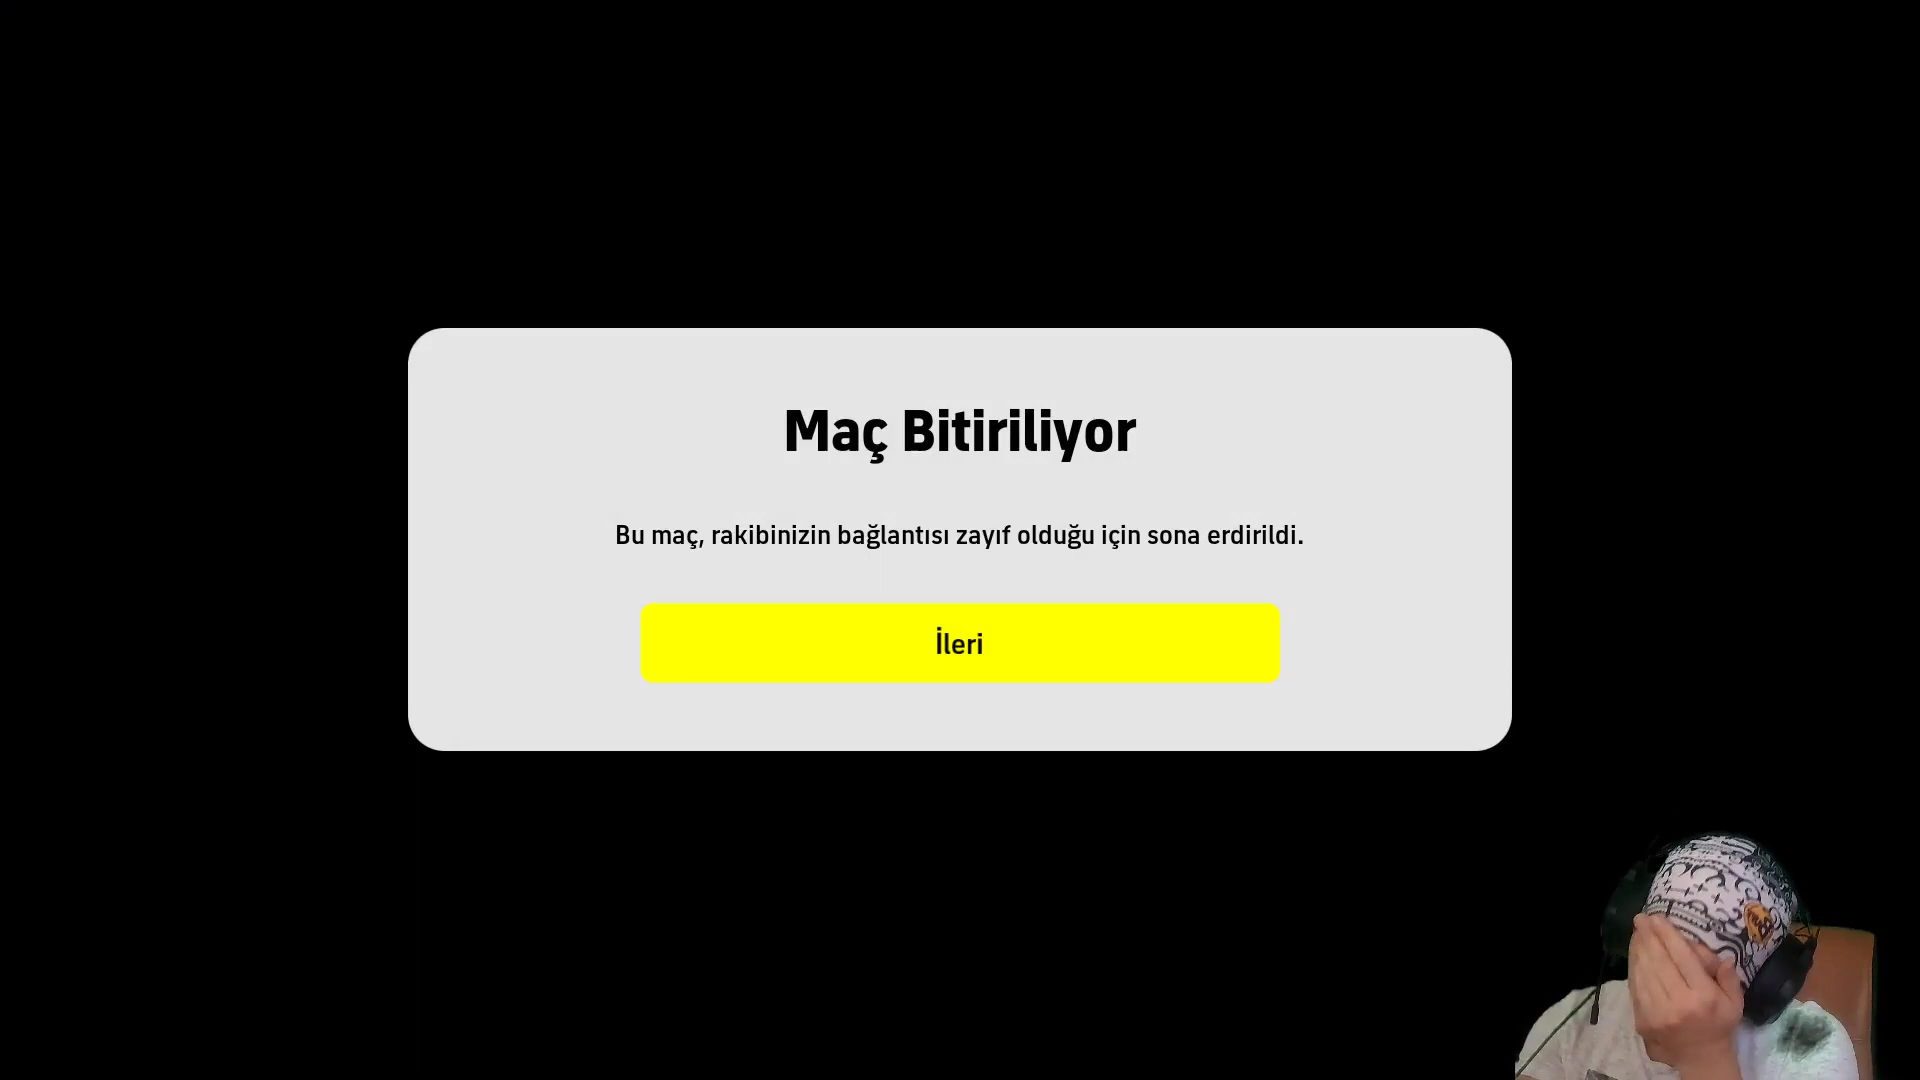 Maç Bitiriliyor
Bu maç, rakibinizin bağlantısı zayıf olduğu için sona erdirildi.
İleri